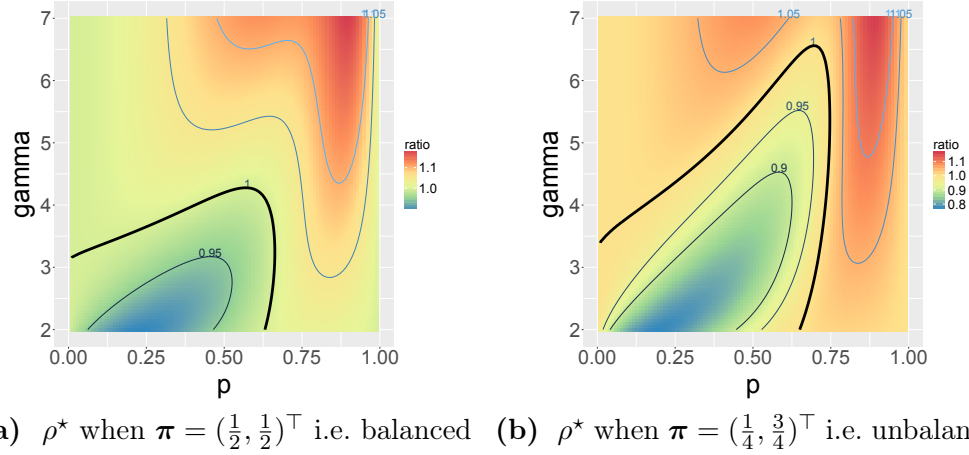 7 1.05 7 1.05 1.05
1 1
6 6
0.95
5 ratio 5 ratio
1.1 0.9 1.1
gamma 1.0 gamma 1.0
4 1 4 0.9
0.8
3 0.95 3
2 2
0.00 0.25 0.50 0.75 1.00 0.00 0.25 0.50 0.75 1.00
p p
a) ρ⋆ when π = (1/2, 1/2)⊤ i.e. balanced (b) ρ⋆ when π = (1/4, 3/4)⊤ i.e. unbalan